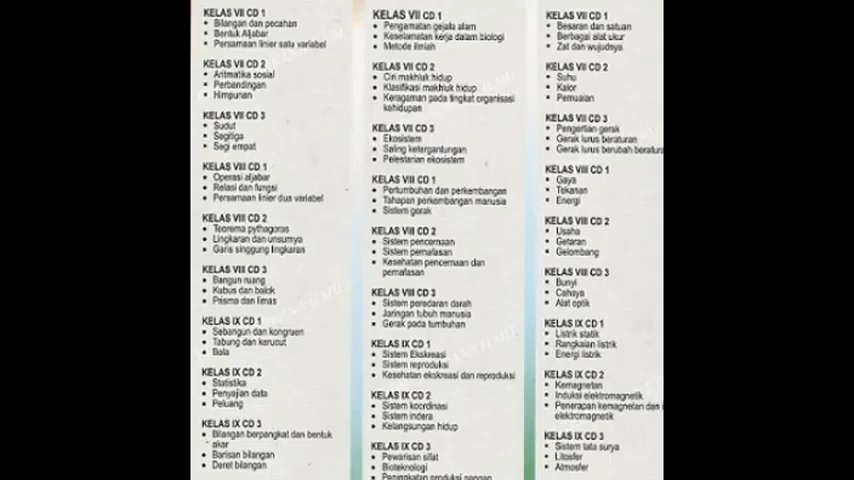 KELAS VII CD 1
• Bilangan dan pecahan
• Bentuk Aljabar
• Persamaan linier satu variabel
KELAS VII CD 2
• Aritmatika sosial
• Perbendingan
• Himpunan
KELAS VII CD 3
• Sudut
• Segitiga
• Segi empat
KELAS VIII CD 1
• Operasi aljabar
• Relasi dan fungsi
• Persamaan linier dua variabel
KELAS VIII CD 2
• Teorema pythagoras
• Lingkaran dan unsurnya
• Garis singgung lingkaran
KELAS VIII CD 3
• Bangun ruang
• Kubus dan balok
• Prisma dan limas
KELAS IX CD 1
• Sebangun dan kongruen
• Tabung dan kerucut
• Bola
KELAS IX CD 2
• Statistika
• Penyajian data
• Peluang
KELAS IX CD 3
• Bilangan berpangkat dan bentuk
akar
• Barisan bilangan
• Deret bilangan
KELAS VII CD 1
• Pengamatan gejala alam
• Keselamatan kerja dalam biologi
• Metode ilmiah
KELAS VII CD 2
• Ciri makhluk hidup
• Klasifikasi makhluk hidup
• Keragaman pada tingkat organisasi
kehidupan
KELAS VII CD 3
• Ekosistem
• Saling ketergantungan
• Pelestarian ekosistem
KELAS VIII CD 1
• Pertumbuhan dan perkembangan
• Tahapan perkembangan manusia
• Sistem gerak
KELAS VIII CD 2
• Sistem pencernaan
• Sistem pernafasan
• Kesehatan pencernaan dan
pernafasan
KELAS VIII CD 3
• Sistem peredaran darah
• Jaringan tubuh manusia
• Gerak pada tumbuhan
KELAS IX CD 1
• Sistem Ekskresi
• Sistem reproduksi
• Kesehatan ekskresi dan reproduksi
KELAS IX CD 2
• Sistem koordinasi
• Sistem indera
• Kelangsungan hidup
KELAS IX CD 3
• Pewarisan sifat
• Bioteknologi
• Peningkatan produksi pangan
KELAS VII CD 1
• Besaran dan satuan
• Berbagai alat ukur
• Zat dan wujudnya
KELAS VII CD 2
• Suhu
• Kalor
• Pemuaian
KELAS VII CD 3
• Pengertian gerak
• Gerak lurus beraturan
• Gerak lurus berubah beratura
KELAS VIII CD 1
• Gaya
• Tekanan
• Energi
KELAS VIII CD 2
• Usaha
• Getaran
• Gelombang
KELAS VIII CD 3
• Bunyi
• Cahaya
• Alat optik
KELAS IX CD 1
• Listrik statik
• Rangkaian listrik
• Energi listrik
KELAS IX CD 2
• Kemagnetan
• Induksi elektromagnetik
• Penerapan kemagnetan dan i
elektromagnetik
KELAS IX CD 3
• Sistem tata surya
• Litosfer
• Atmosfer